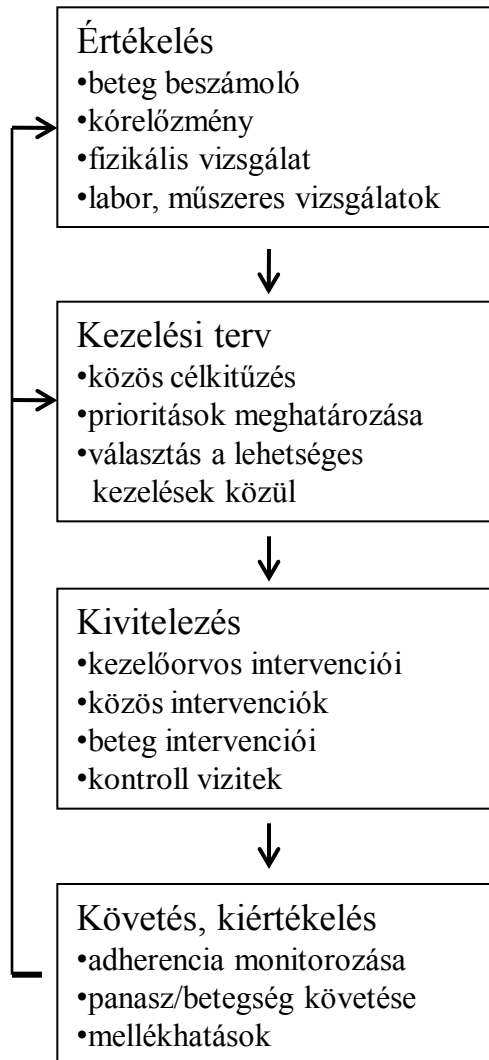 Értékelés
•beteg beszámoló
•kórelőzmény
•fizikális vizsgálat
•labor, műszeres vizsgálatok
Kezelési terv
•közös célkitűzés
•prioritások meghatározása
•választás a lehetséges
kezelések közül
Kivitelezés
•kezelőorvos intervenciói
•közös intervenciók
•beteg intervenciói
•kontroll vizitek
Követés, kiértékelés
•adherencia monitorozása
•panasz/betegség követése
•mellékhatások